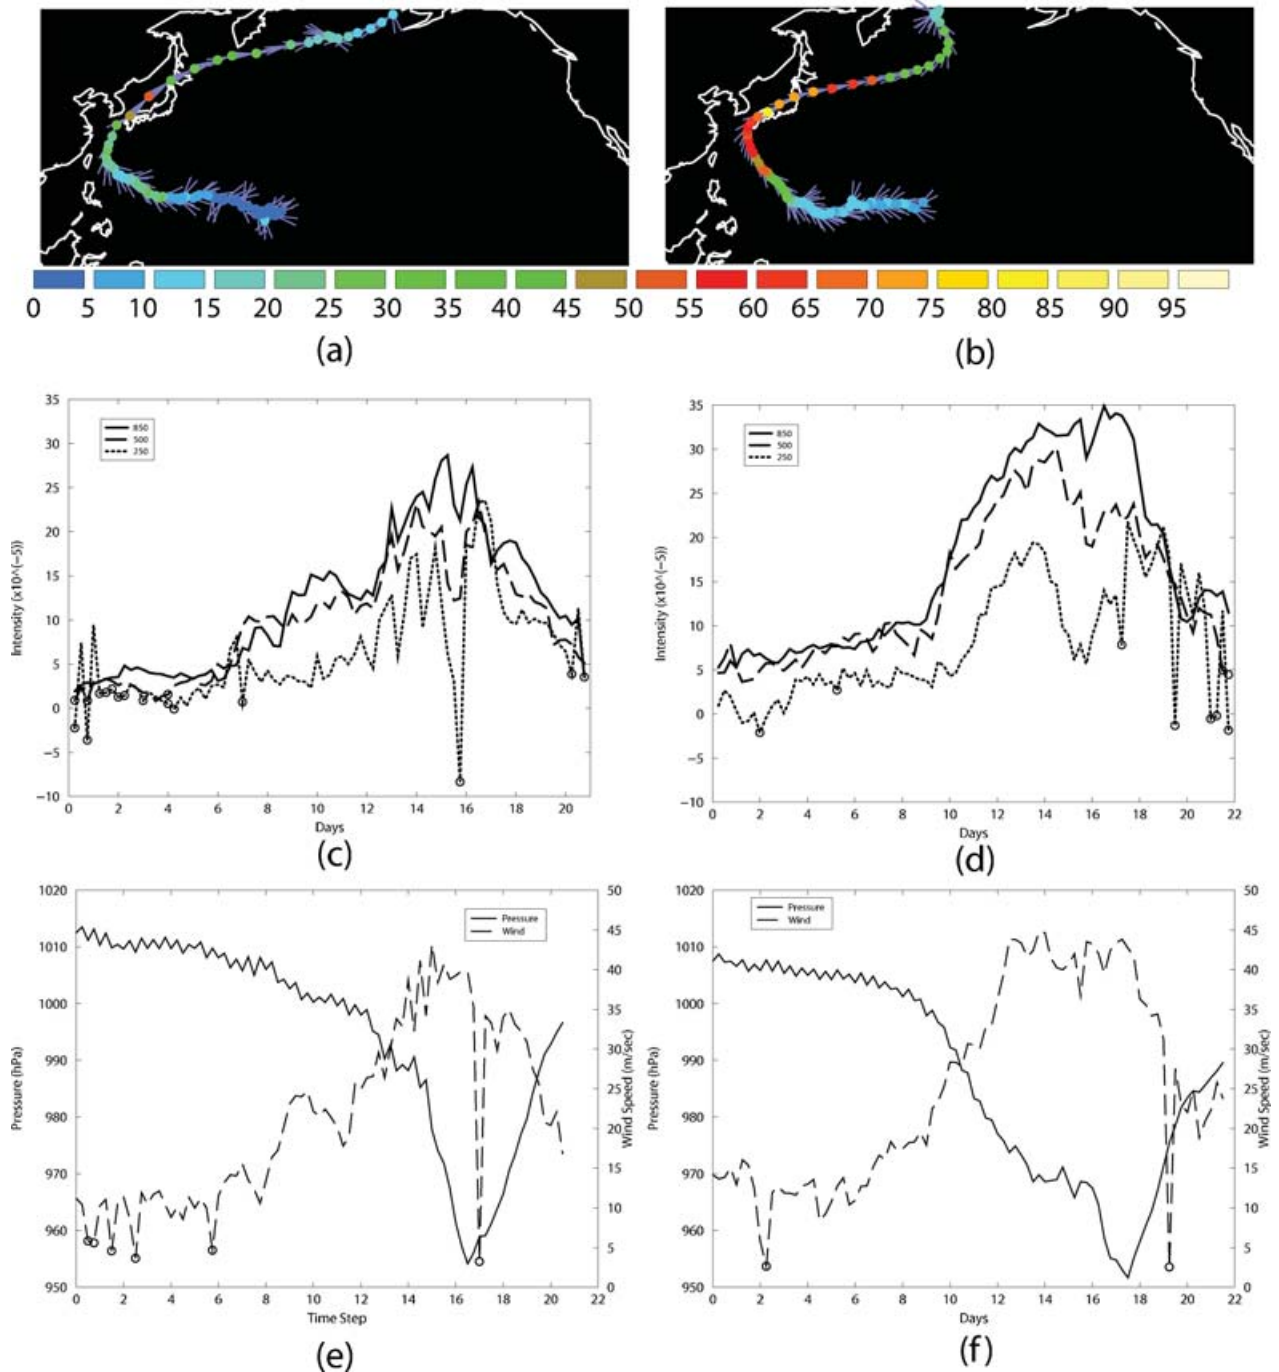 0 5 10 15 20 25 30 35 40 45 50 55 60 65 70 75 80 85 90 95
(a) (b)
35
30
25
20
15
10
5
0
−5
−10
Intensity (x10^(−5))
850
500
250
0 2 4 6 8 10 12 14 16 18 20
Days
(c)
35
30
25
20
15
10
5
0
−5
−10
Intensity (x10^(−5))
850
500
250
0 2 4 6 8 10 12 14 16 18 20 22
Days
(d)
1020
1010
1000
990
980
970
960
950
Pressure (hPa)
Pressure
Wind
50
45
40
35
30
25
20
15
10
5
0
Wind Speed (m/sec)
0 2 4 6 8 10 12 14 16 18 20 22
Time Step
(e)
1020
1010
1000
990
980
970
960
950
Pressure (hPa)
Pressure
Wind
50
45
40
35
30
25
20
15
10
5
0
Wind Speed (m/sec)
0 2 4 6 8 10 12 14 16 18 20 22
Days
(f)